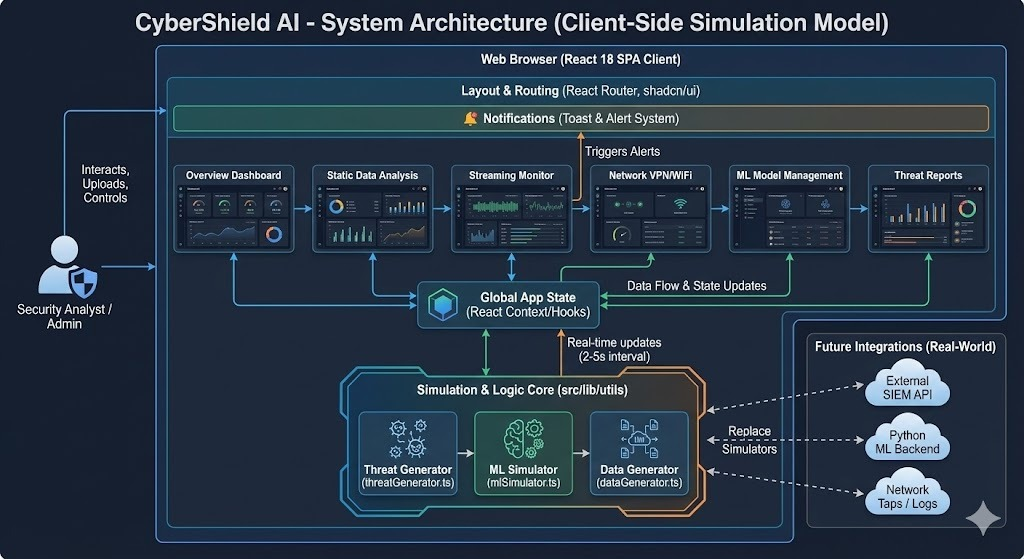 CyberShield AI - System Architecture (Client-Side Simulation Model)
Web Browser (React 18 SPA Client)
Layout & Routing (React Router, shadcn/ui)
Notifications (Toast & Alert System)
Triggers Alerts
Interacts,
Uploads,
Controls
Security Analyst /
Admin
Overview Dashboard
Static Data Analysis
Streaming Monitor
Network VPN/WiFi
ML Model Management
Threat Reports
Global App State
(React Context/Hooks)
Data Flow & State Updates
Real-time updates
(2-5s interval)
Simulation & Logic Core (src/lib/utils)
Threat Generator
(threatGenerator.ts)
ML Simulator
(mlSimulator.ts)
Data Generator
(dataGenerator.ts)
Replace
Simulators
Future Integrations (Real-World)
External
SIEM API
Python
ML Backend
Network
Taps / Logs